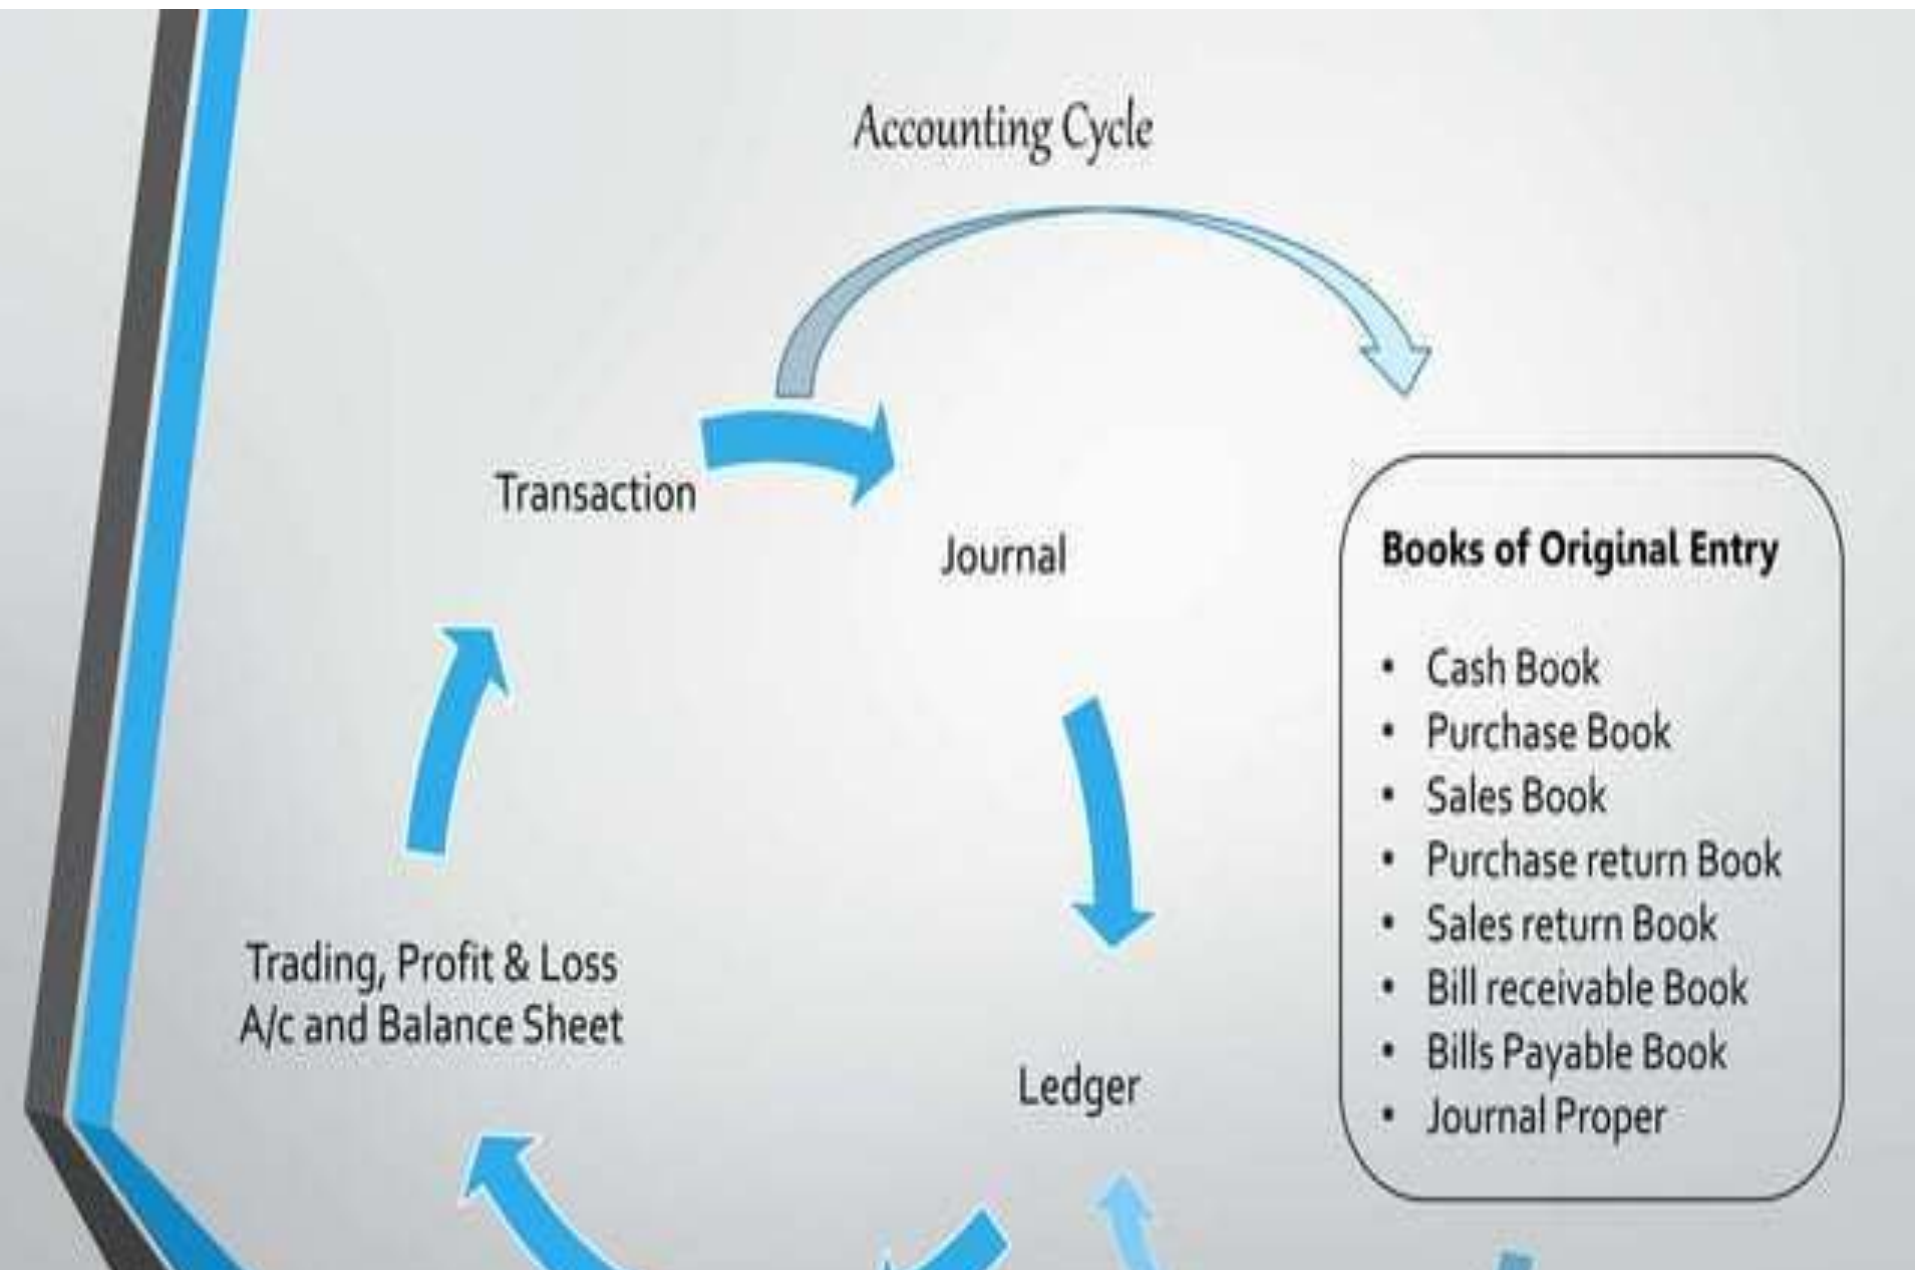 Accounting Cycle
Transaction
Journal
Ledger
Trading, Profit & Loss
A/c and Balance Sheet
Books of Original Entry
• Cash Book
• Purchase Book
• Sales Book
• Purchase return Book
• Sales return Book
• Bill receivable Book
• Bills Payable Book
• Journal Proper